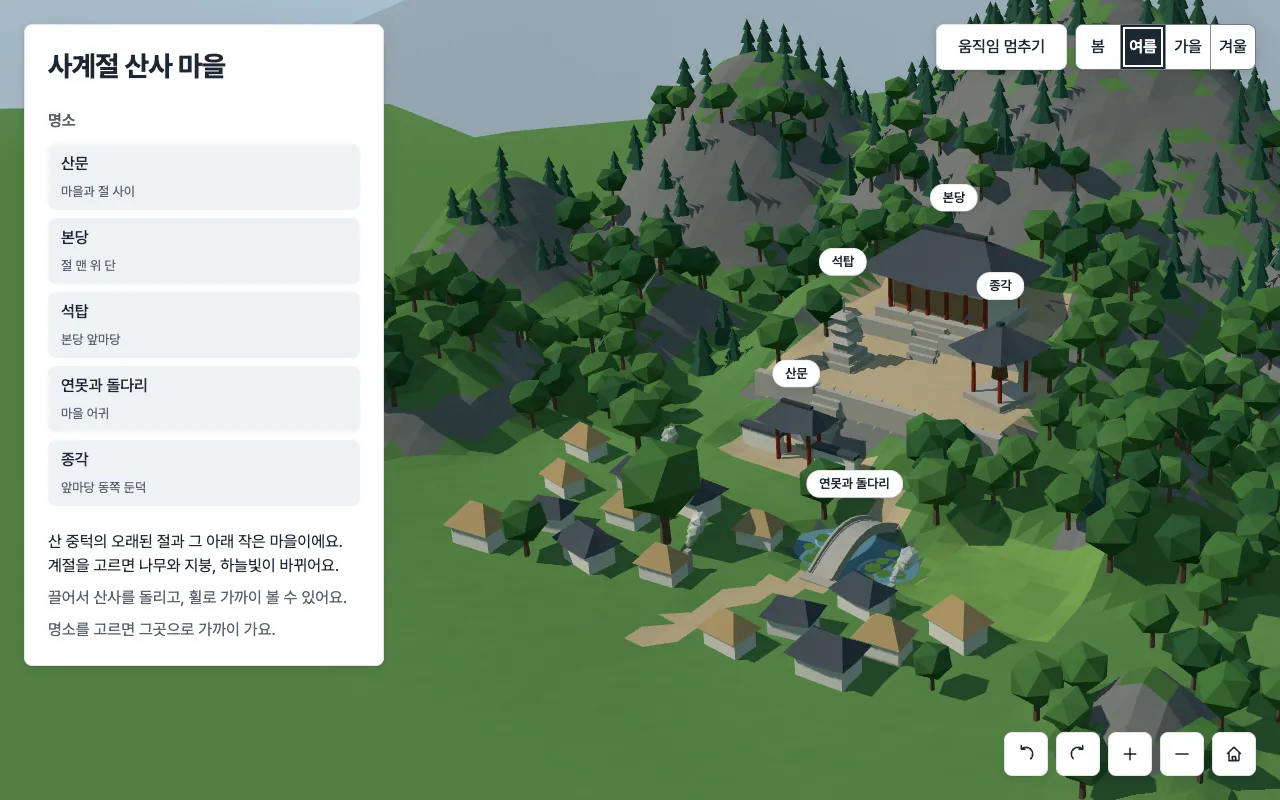 사계절 산사 마을
명소
산문
마을과 절 사이
본당
절 맨 위 단
석탑
본당 앞마당
연못과 돌다리
마을 어귀
종각
앞마당 동쪽 둔덕
산 중턱의 오래된 절과 그 아래 작은 마을이에요.
계절을 고르면 나무와 지붕, 하늘빛이 바뀌어요.
끌어서 산사를 돌리고, 휠로 가까이 볼 수 있어요.
명소를 고르면 그곳으로 가까이 가요.
움직임 멈추기
봄 여름 가을 겨울
본당
석탑
종각
산문
연못과 돌다리